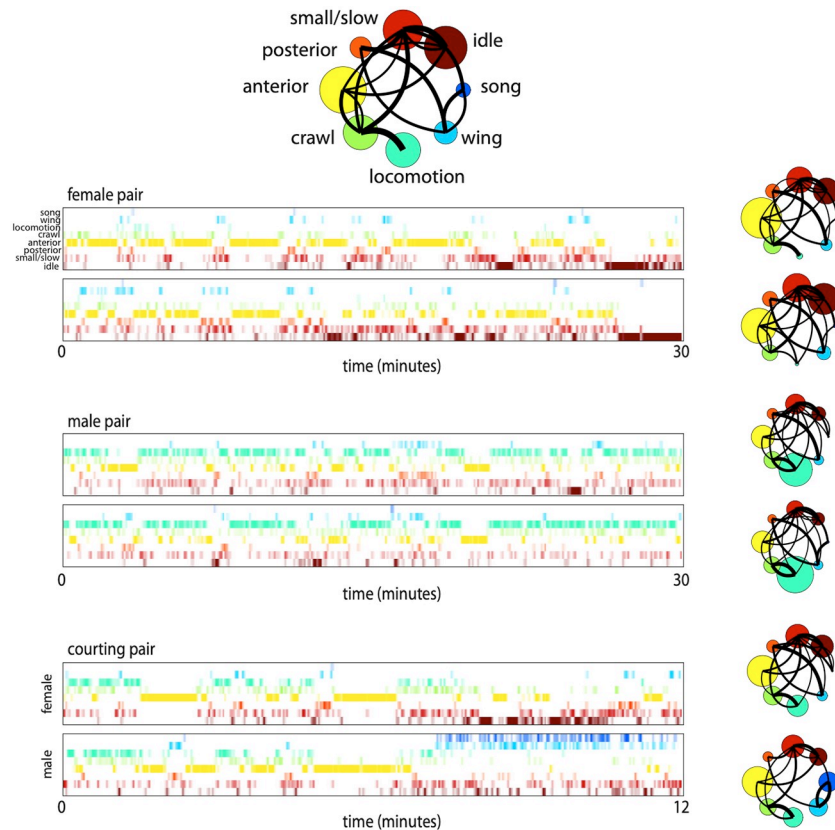 small/slow
idle
posterior
anterior
song
crawl
wing
locomotion
female pair
song
wing
locomotion
crawl
anterior
posterior
small/slow
idle
0
30
time (minutes)
male pair
0
30
time (minutes)
courting pair
female
male
0
12
time (minutes)